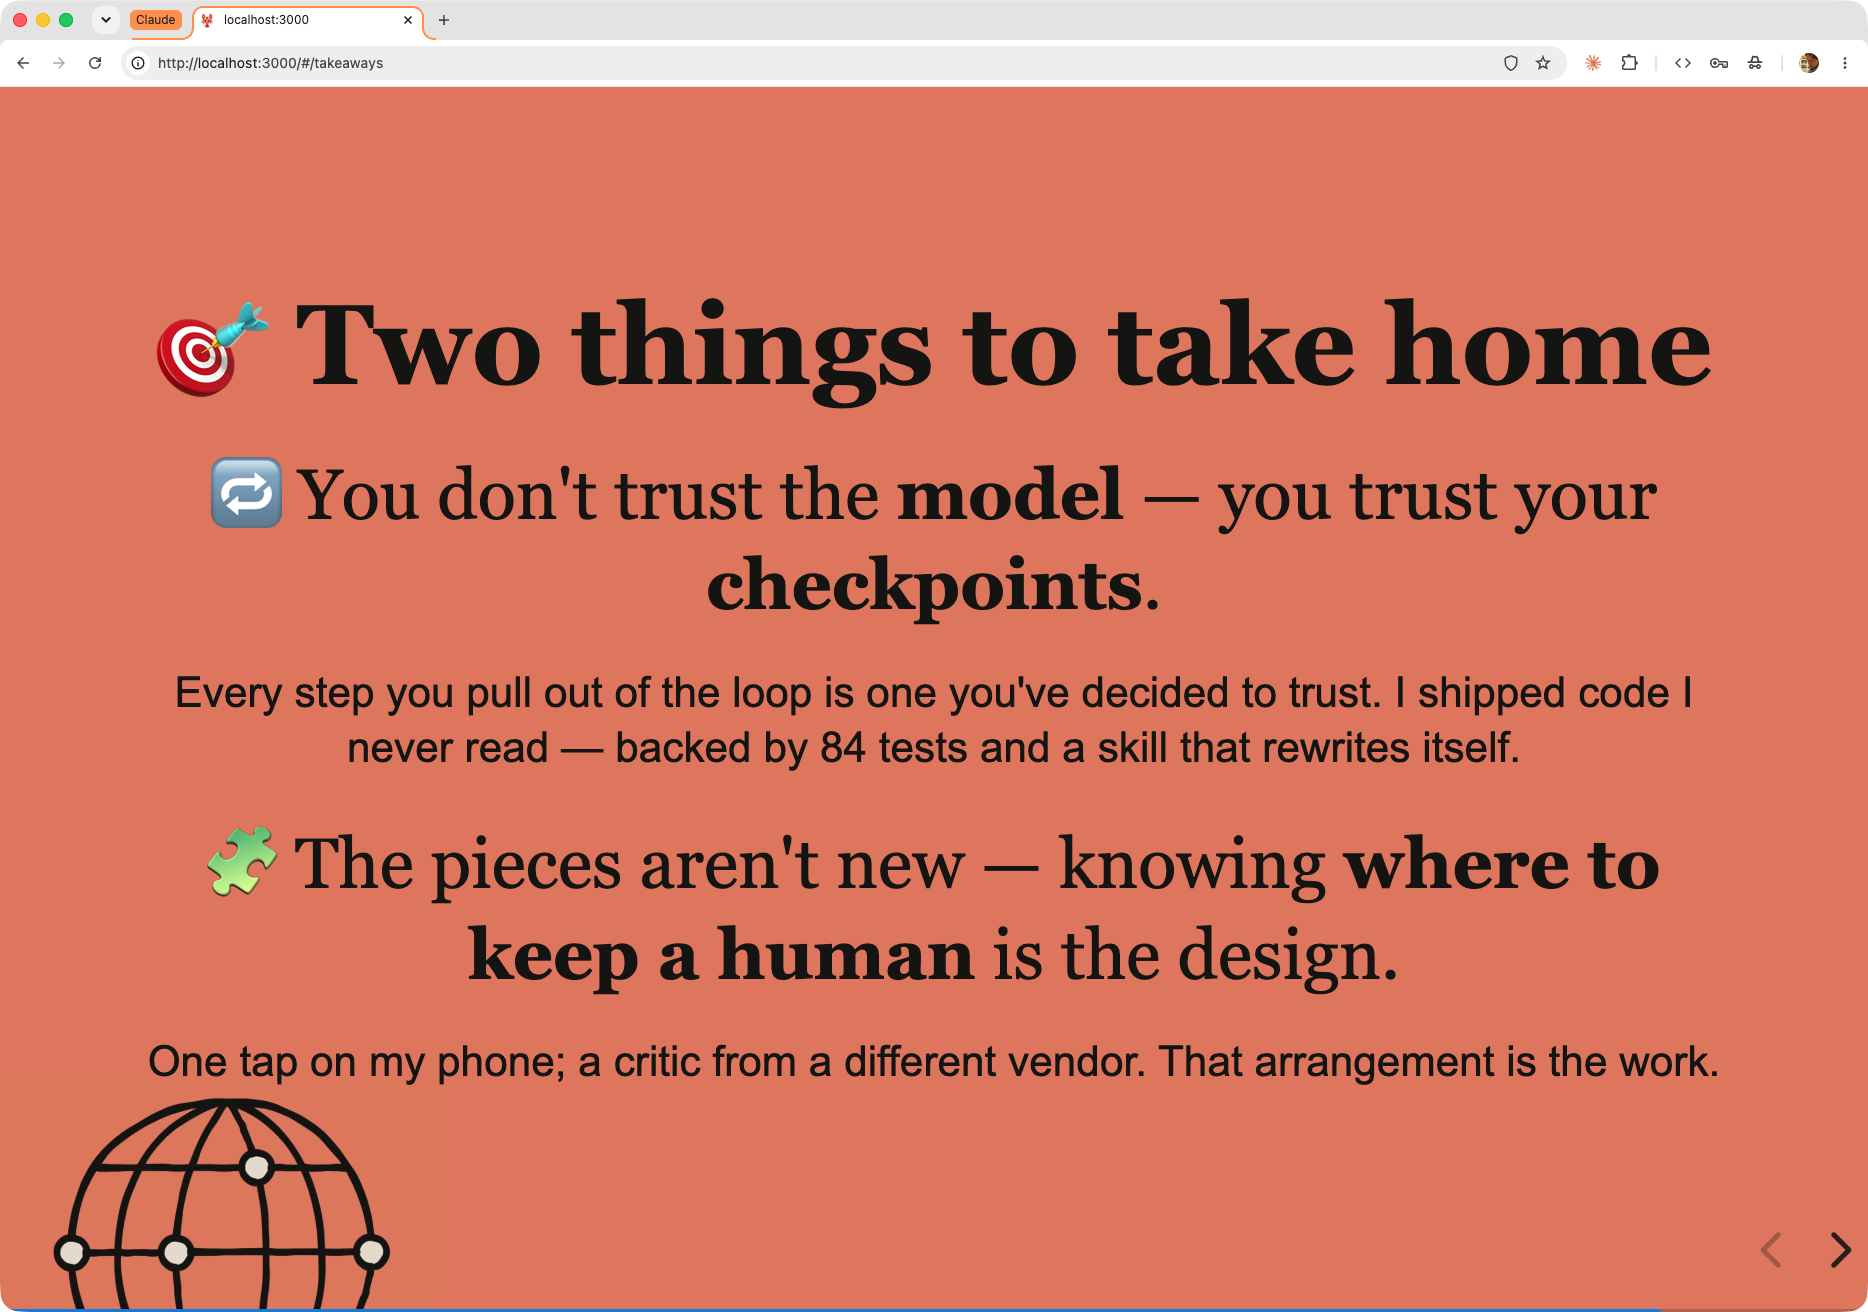 Claude
localhost:3000
http://localhost:3000/#/takeaways
🎯 Two things to take home
🔁 You don't trust the model — you trust your
checkpoints.
Every step you pull out of the loop is one you've decided to trust. I shipped code I
never read — backed by 84 tests and a skill that rewrites itself.
🧩 The pieces aren't new — knowing where to
keep a human is the design.
One tap on my phone; a critic from a different vendor. That arrangement is the work.